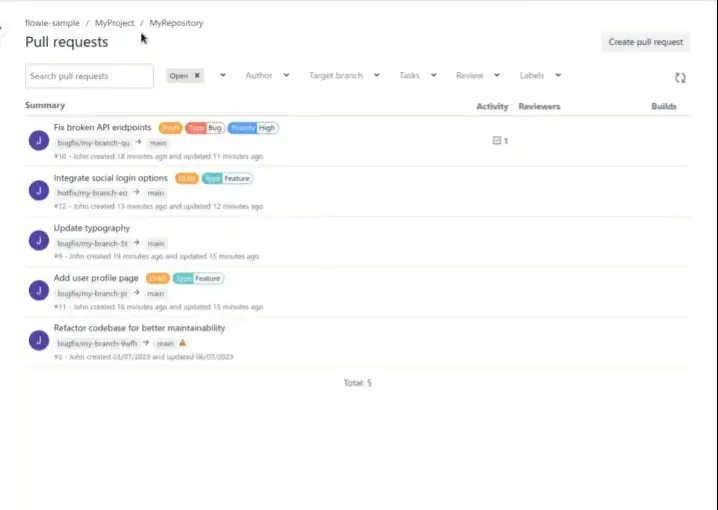 flowie-sample / MyProject / MyRepository
Pull requests
Create pull request
Search pull requests Open × Author Target branch Tasks Review Labels
Summary Activity Reviewers Builds
Fix broken API endpoints Draft Type Bug Priority High
J bugfix/my-branch-qu → main 1
#10 - John created 18 minutes ago and updated 11 minutes ago
Integrate social login options Draft Type Feature
J hotfix/my-branch-eo → main
#12 - John created 13 minutes ago and updated 12 minutes ago
Update typography
J bugfix/my-branch-5t → main
#9 - John created 19 minutes ago and updated 15 minutes ago
Add user profile page Draft Type Feature
J bugfix/my-branch-pi → main
#11 - John created 16 minutes ago and updated 15 minutes ago
Refactor codebase for better maintainability
J bugfix/my-branch-9wfh → main
#2 - John created 03/07/2023 and updated 06/07/2023
Total: 5